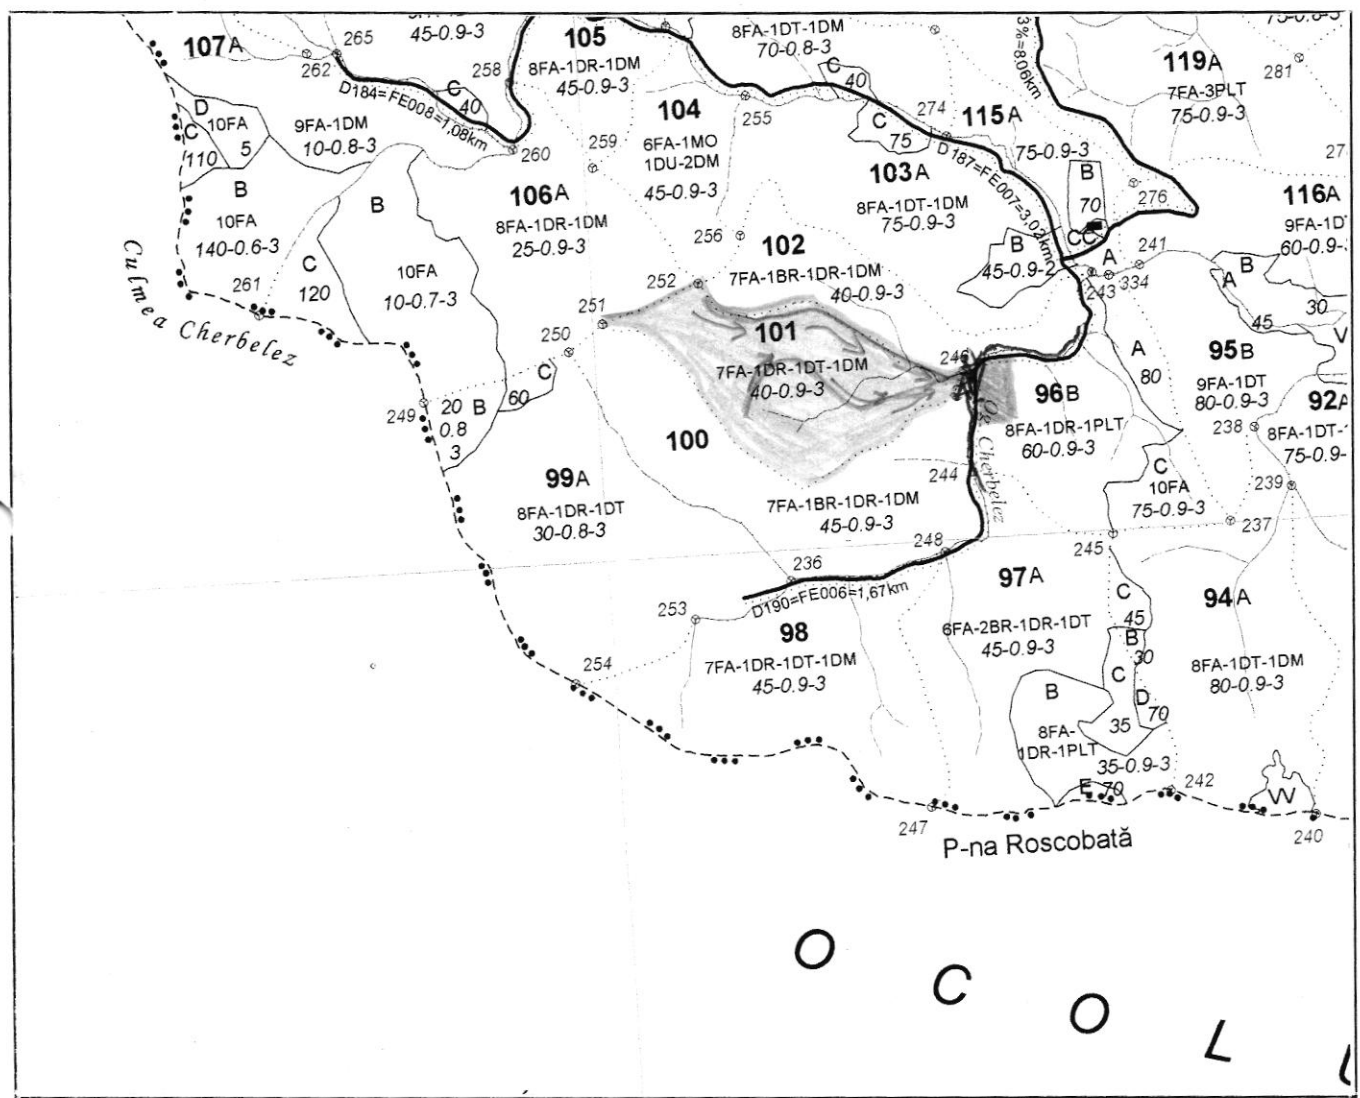 107A
265
262
45-0.9-3
105
8FA-1DR-1DM
45-0.9-3
258
8FA-1DT-1DM
70-0.8-3
C
40
3%=8.06km
119A
7FA-3PLT
75-0.9-3
281
D184=FE008=1,08km
C
40
D
10FA
5
C
110
9FA-1DM
10-0.8-3
260
259
104
6FA-1MO
1DU-2DM
45-0.9-3
255
274
C
75
115A
75-0.9-3
D187=FE007=3,02km
276
B
10FA
140-0.6-3
B
106A
8FA-1DR-1DM
25-0.9-3
103A
8FA-1DT-1DM
75-0.9-3
B
70
CC
116A
60-0.9-
256
102
7FA-1BR-1DR-1DM
40-0.9-3
B
45-0.9-2
A
241
334
243
B
A
45
30
V
Culmea Cherbelez
261
C
120
10FA
10-0.7-3
252
251
250
101
7FA-1DR-1DT-1DM
40-0.9-3
246
Og. Cherbelez
96B
8FA-1DR-1PLT
60-0.9-3
A
80
95B
9FA-1DT
80-0.9-3
92A
8FA-1DT-
75-0.9-
238
249
20
0.8
3
B
60
C
100
7FA-1BR-1DR-1DM
45-0.9-3
244
C
10FA
75-0.9-3
239
237
99A
8FA-1DR-1DT
30-0.8-3
248
245
236
D190=FE006=1,67km
253
98
7FA-1DR-1DT-1DM
45-0.9-3
254
97A
6FA-2BR-1DR-1DT
45-0.9-3
C
45
B
30
C
D
70
35
35-0.9-3
94A
8FA-1DT-1DM
80-0.9-3
B
8FA-
1DR-1PLT
E
70
242
W
247
240
P-na Roscobată
O C O L